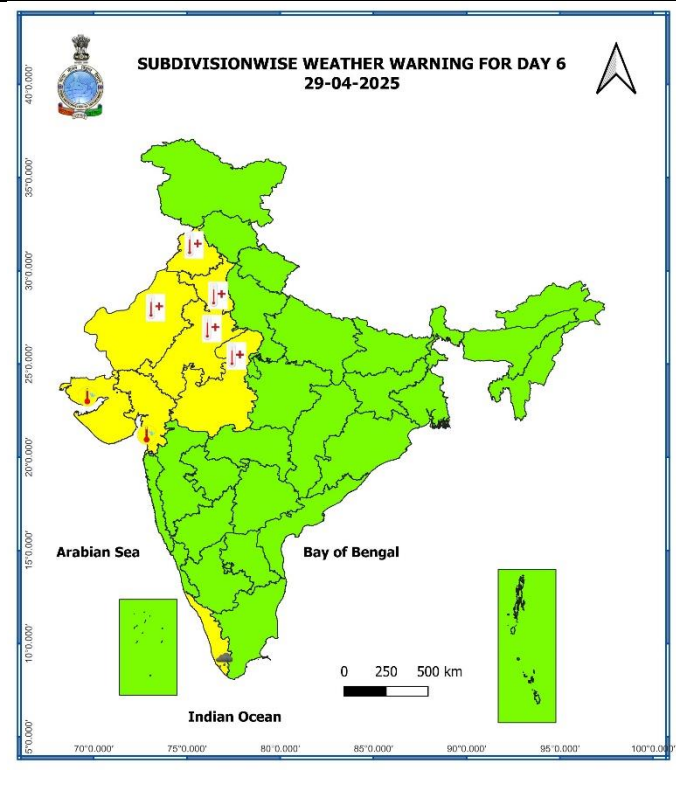 SUBDIVISIONWISE WEATHER WARNING FOR DAY 6
29-04-2025
40°0.000'
35°0.000'
30°0.000'
25°0.000'
20°0.000'
15°0.000'
10°0.000'
5°0.000'
Arabian Sea
Bay of Bengal
0 250 500 km
Indian Ocean
70°0.000' 75°0.000' 80°0.000' 85°0.000' 90°0.000' 95°0.000' 100°0.000'